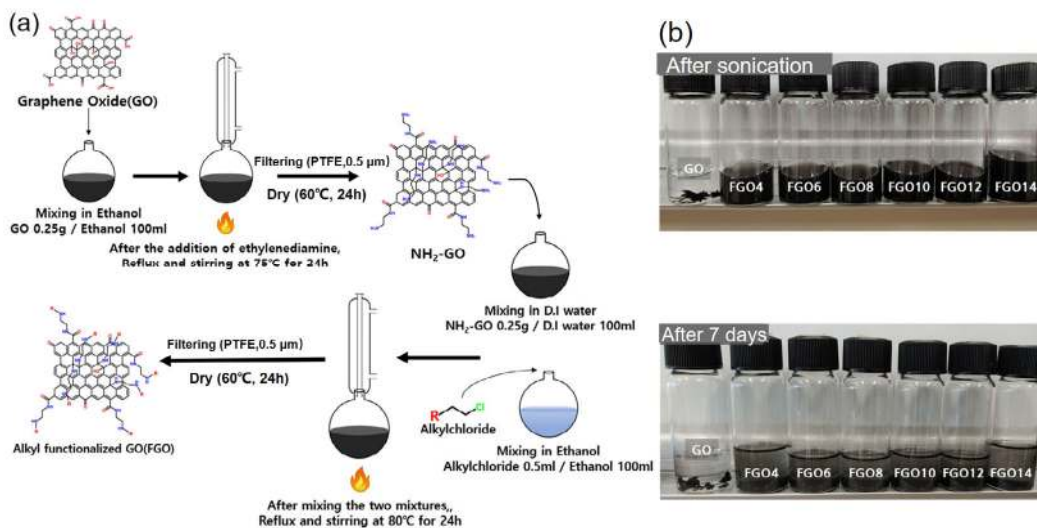 (a)
Graphene Oxide(GO)
Mixing in Ethanol
GO 0.25g / Ethanol 100ml
After the addition of ethylenediamine,
Reflux and stirring at 75℃ for 24h
Filtering (PTFE,0.5 μm)
Dry (60℃, 24h)
NH₂-GO
Mixing in D.I water
NH₂-GO 0.25g / D.I water 100ml
R
Cl
Alkylchloride
Mixing in Ethanol
Alkylchloride 0.5ml / Ethanol 100ml
After mixing the two mixtures,,
Reflux and stirring at 80℃ for 24h
Filtering (PTFE,0.5 μm)
Dry (60℃, 24h)
Alkyl functionalized GO(FGO)
(b)
After sonication
GO
FGO4
FGO6
FGO8
FGO10
FGO12
FGO14
After 7 days
GO
FGO4
FGO6
FGO8
FGO10
FGO12
FGO14